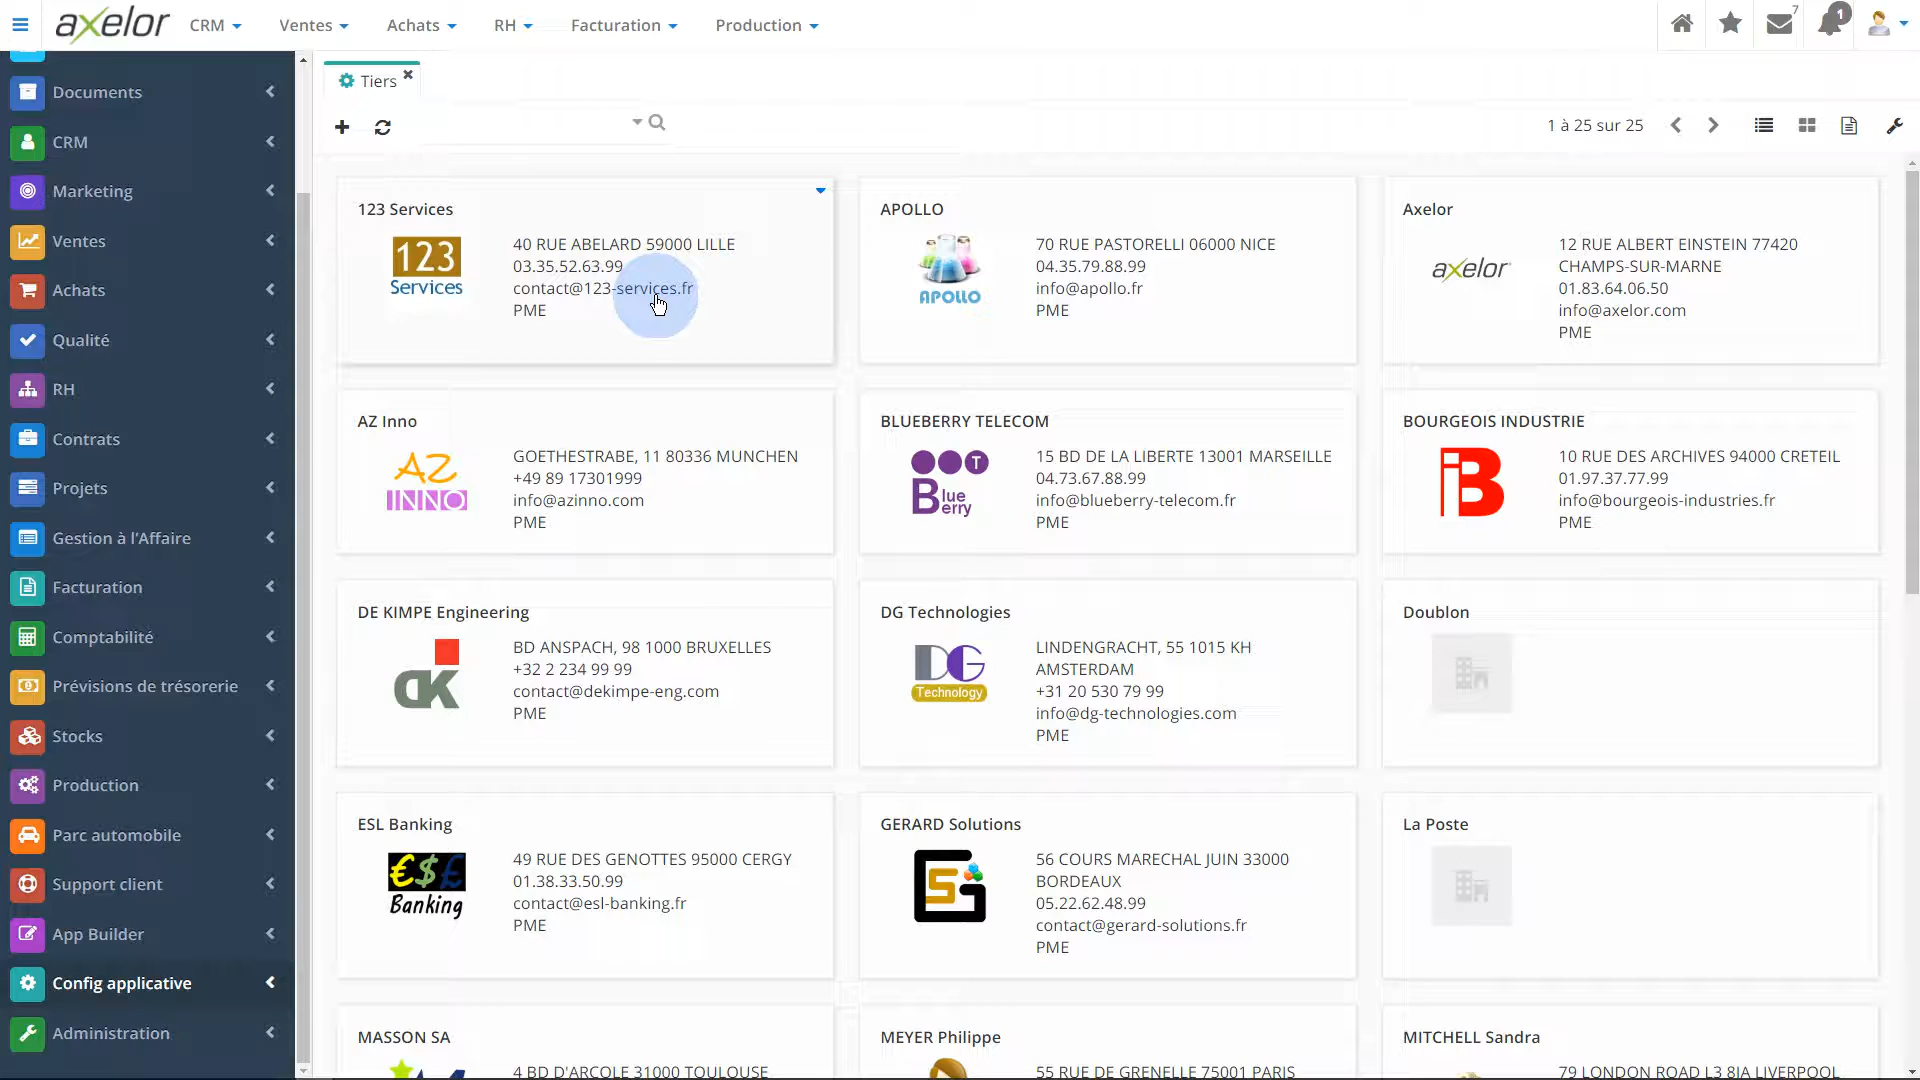 axelor CRM Ventes Achats RH Facturation Production 7 1
Documents
CRM
Marketing
Ventes
Achats
Qualité
RH
Contrats
Projets
Gestion à l'Affaire
Facturation
Comptabilité
Prévisions de trésorerie
Stocks
Production
Parc automobile
Support client
App Builder
Config applicative
Administration
Tiers
1 à 25 sur 25
123 Services
123
Services
40 RUE ABELARD 59000 LILLE
03.35.52.63.99
contact@123-services.fr
PME
APOLLO
APOLLO
70 RUE PASTORELLI 06000 NICE
04.35.79.88.99
info@apollo.fr
PME
Axelor
axelor
12 RUE ALBERT EINSTEIN 77420
CHAMPS-SUR-MARNE
01.83.64.06.50
info@axelor.com
PME
AZ Inno
AZ
INNO
GOETHESTRABE, 11 80336 MUNCHEN
+49 89 17301999
info@azinno.com
PME
BLUEBERRY TELECOM
T
Blue
Berry
15 BD DE LA LIBERTE 13001 MARSEILLE
04.73.67.88.99
info@blueberry-telecom.fr
PME
BOURGEOIS INDUSTRIE
iB
10 RUE DES ARCHIVES 94000 CRETEIL
01.97.37.77.99
info@bourgeois-industries.fr
PME
DE KIMPE Engineering
DK
BD ANSPACH, 98 1000 BRUXELLES
+32 2 234 99 99
contact@dekimpe-eng.com
PME
DG Technologies
DG
Technology
LINDENGRACHT, 55 1015 KH
AMSTERDAM
+31 20 530 79 99
info@dg-technologies.com
PME
Doublon
ESL Banking
€$£
Banking
49 RUE DES GENOTTES 95000 CERGY
01.38.33.50.99
contact@esl-banking.fr
PME
GERARD Solutions
SG
56 COURS MARECHAL JUIN 33000
BORDEAUX
05.22.62.48.99
contact@gerard-solutions.fr
PME
La Poste
MASSON SA
4 BD D'ARCOLE 31000 TOULOUSE
MEYER Philippe
55 RUE DE GRENELLE 75001 PARIS
MITCHELL Sandra
79 LONDON ROAD L3 8JA LIVERPOOL